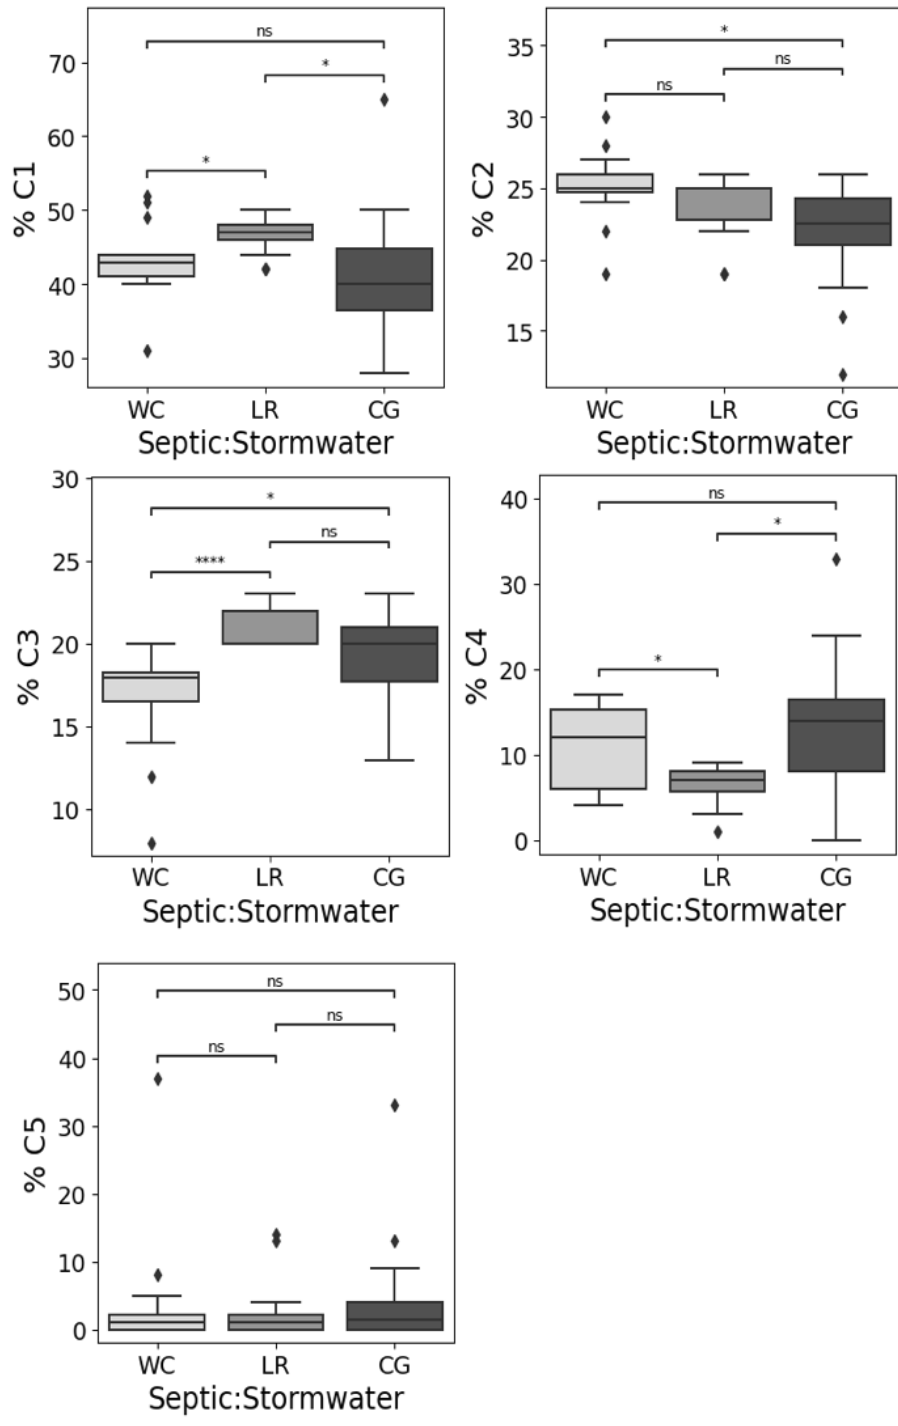 ns
*
*
70
60
50
40
30
% C1
WC LR CG
Septic:Stormwater
*
ns
ns
35
30
25
20
15
% C2
WC LR CG
Septic:Stormwater
*
ns
****
30
25
20
15
10
% C3
WC LR CG
Septic:Stormwater
ns
*
*
40
30
20
10
0
% C4
WC LR CG
Septic:Stormwater
ns
ns
ns
50
40
30
20
10
0
% C5
WC LR CG
Septic:Stormwater